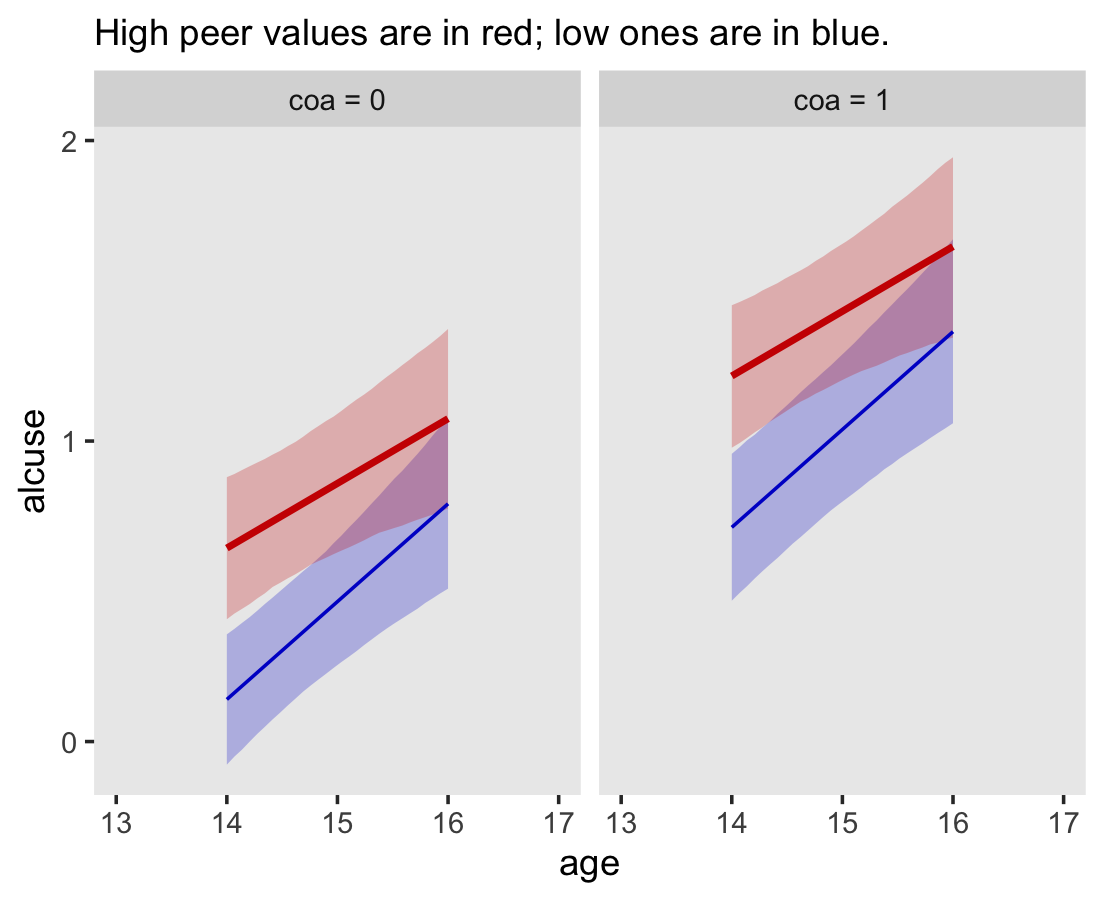 High peer values are in red; low ones are in blue.
coa = 0
coa = 1
2
1
0
alcuse
13 14 15 16 17
13 14 15 16 17
age